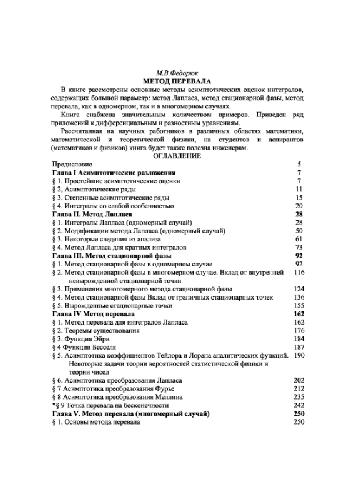 М.В Федорюк
МЕТОД ПЕРЕВАЛА
В книге рассмотрены основные методы асимптотических оценок интегралов,
содержащих большой параметр: метод Лапласа, метод стационарной фазы, метод
перевала, как в одномерном, так и в многомерном случаях.
Книга снабжена значительным количеством примеров. Приведен ряд
приложений к дифференциальным и разностным уравнениям.
Рассчитанная на научных работников в различных областях математики,
математической и теоретической физики, на студентов и аспирантов
(математиков и физиков) книга будет также полезна инженерам.
ОГЛАВЛЕНИЕ
Предисловие 5
Глава I Асимптотические разложения 7
§ 1. Простейшие асимптотические оценки 7
§ 2. Асимптотические ряды 11
§ 3. Степенные асимптотические ряды 15
§ 4. Интегралы со слабой особенностью 20
Глава II. Метод Лапласа 28
§ 1. Интегралы Лапласа (одномерный случай) 28
§ 2. Модификации метода Лапласа (одномерный случай) 50
§ 3. Некоторые сведения из анализа 61
§ 4. Метод Лапласа для кратных интегралов 73
Глава III. Метод стационарной фазы 92
§ 1. Метод стационарной фазы в одномерном случае 92
§ 2. Метод стационарной фазы в многомерном случае. Вклад от внутренней 116
невырожденной стационарной точки
§ 3. Применения многомерного метода стационарной фазы 124
§ 4. Метод стационарной фазы Вклад от граничных стационарных точек 136
§ 5. Вырожденные стационарные точки 155
Глава IV Метод перевала 162
§ 1. Метод перевала для интегралов Лапласа 162
§ 2. Теоремы существования 176
§ 3. Функция Эйри 184
§ 4 Функции Бесселя 187
§ 5. Асимптотика коэффициентов Тейлора и Лорана аналитических функций. 190
Некоторые задачи теории вероятностей статистической физики и
теории чисел
§ 6. Асимптотика преобразования Лапласа 202
§ 7 Асимптотика преобразования Фурье 212
§ 8 Асимптотика преобразования Меллина 235
*§ 9 Точка перевала на бесконечности 242
Глава V. Метод перевала (многомерный случай) 250
§ 1. Основы метода перевала 250